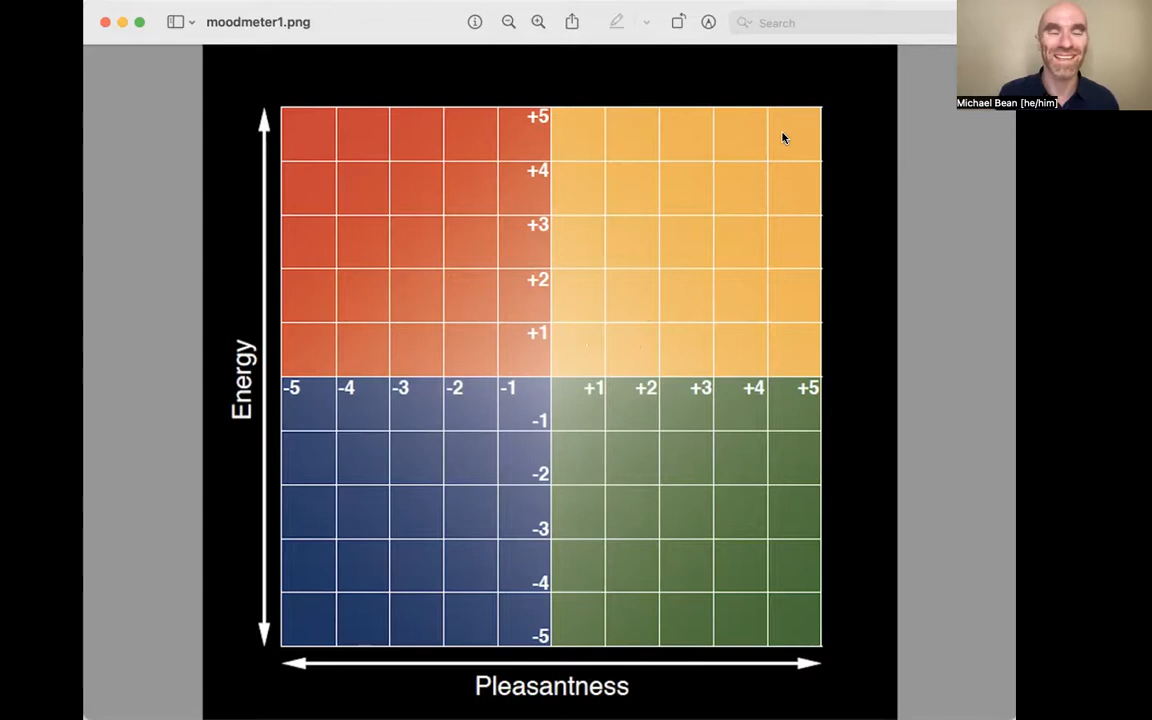 moodmeter1.png
Search
Michael Bean [he/him]
+5
+4
+3
+2
+1
-5 -4 -3 -2 -1 +1 +2 +3 +4 +5
-1
-2
-3
-4
-5
Energy
Pleasantness